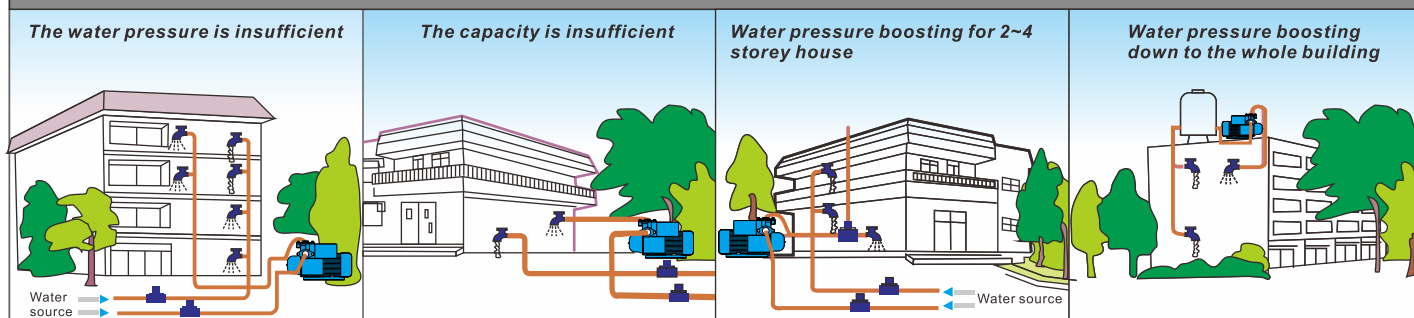 The water pressure is insufficient
The capacity is insufficient
Water pressure boosting for 2~4
storey house
Water pressure boosting
down to the whole building
Water
source
Water source